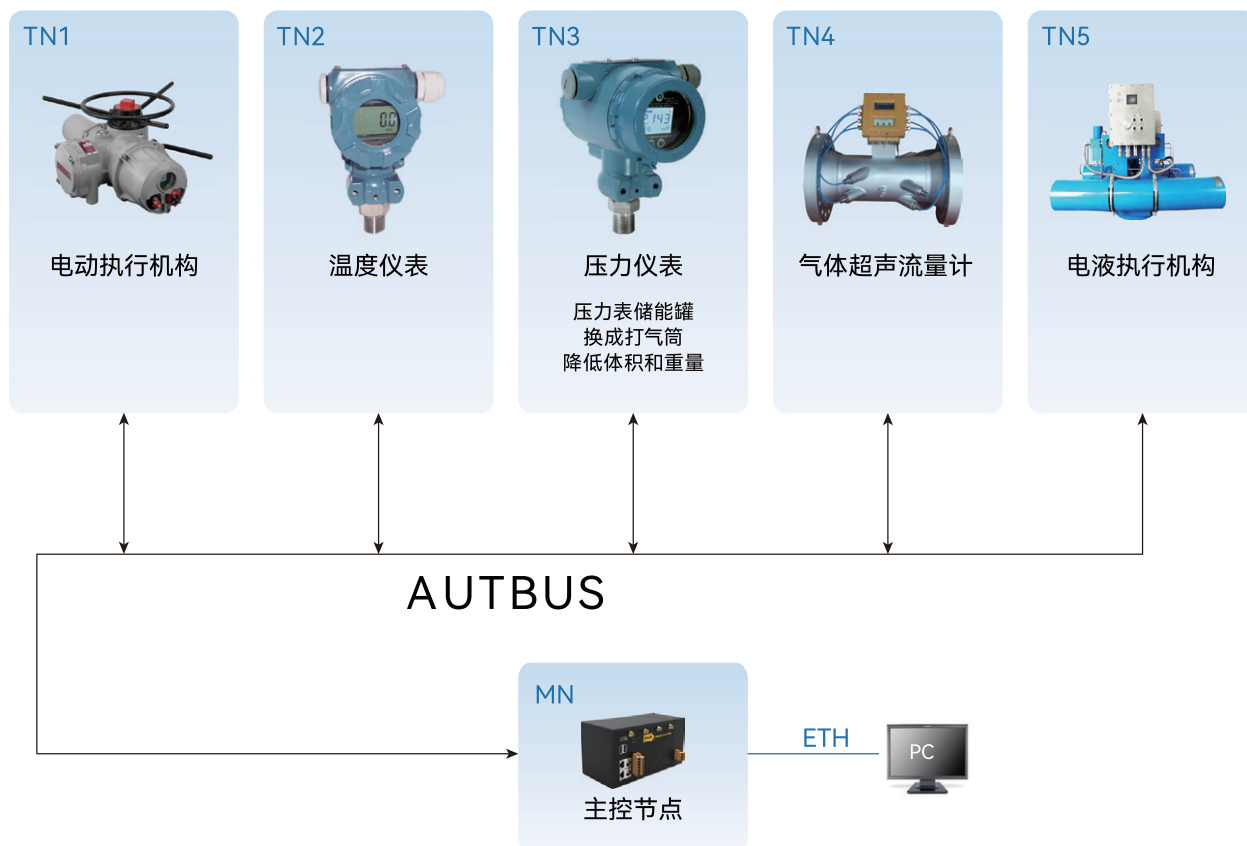 TN1
TN2
TN3
TN4
TN5
0.0
电动执行机构
温度仪表
压力仪表
气体超声流量计
电液执行机构
压力表储能罐
换成打气筒
降低体积和重量
AUTBUS
MN
ETH
PC
主控节点